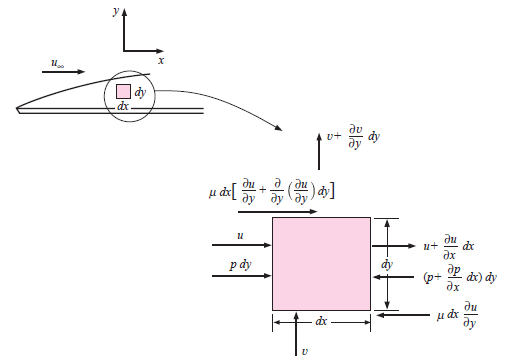 y
x
u∞
dy
dx
υ+ ∂υ/∂y dy
μ dx[ ∂u/∂y + ∂/∂y (∂u/∂y) dy]
u
u+ ∂u/∂x dx
p dy
dy
(p+ ∂p/∂x dx) dy
dx
μ dx ∂u/∂y
υ